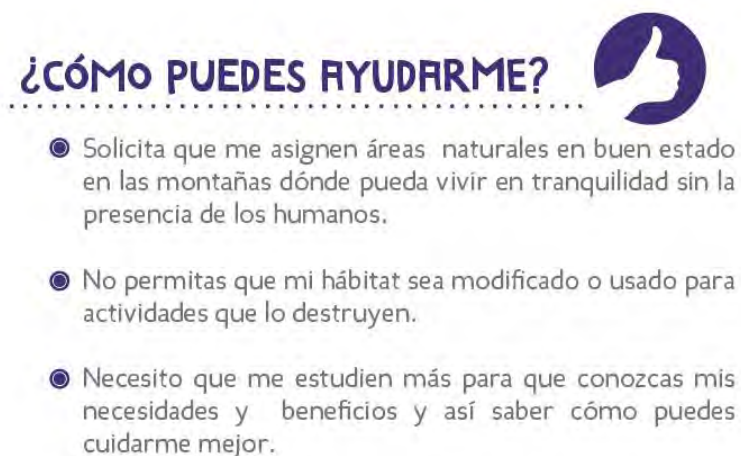 ¿CÓMO PUEDES AYUDARME?
Solicita que me asignen áreas naturales en buen estado
en las montañas dónde pueda vivir en tranquilidad sin la
presencia de los humanos.
No permitas que mi hábitat sea modificado o usado para
actividades que lo destruyen.
Necesito que me estudien más para que conozcas mis
necesidades y beneficios y así saber cómo puedes
cuidarme mejor.